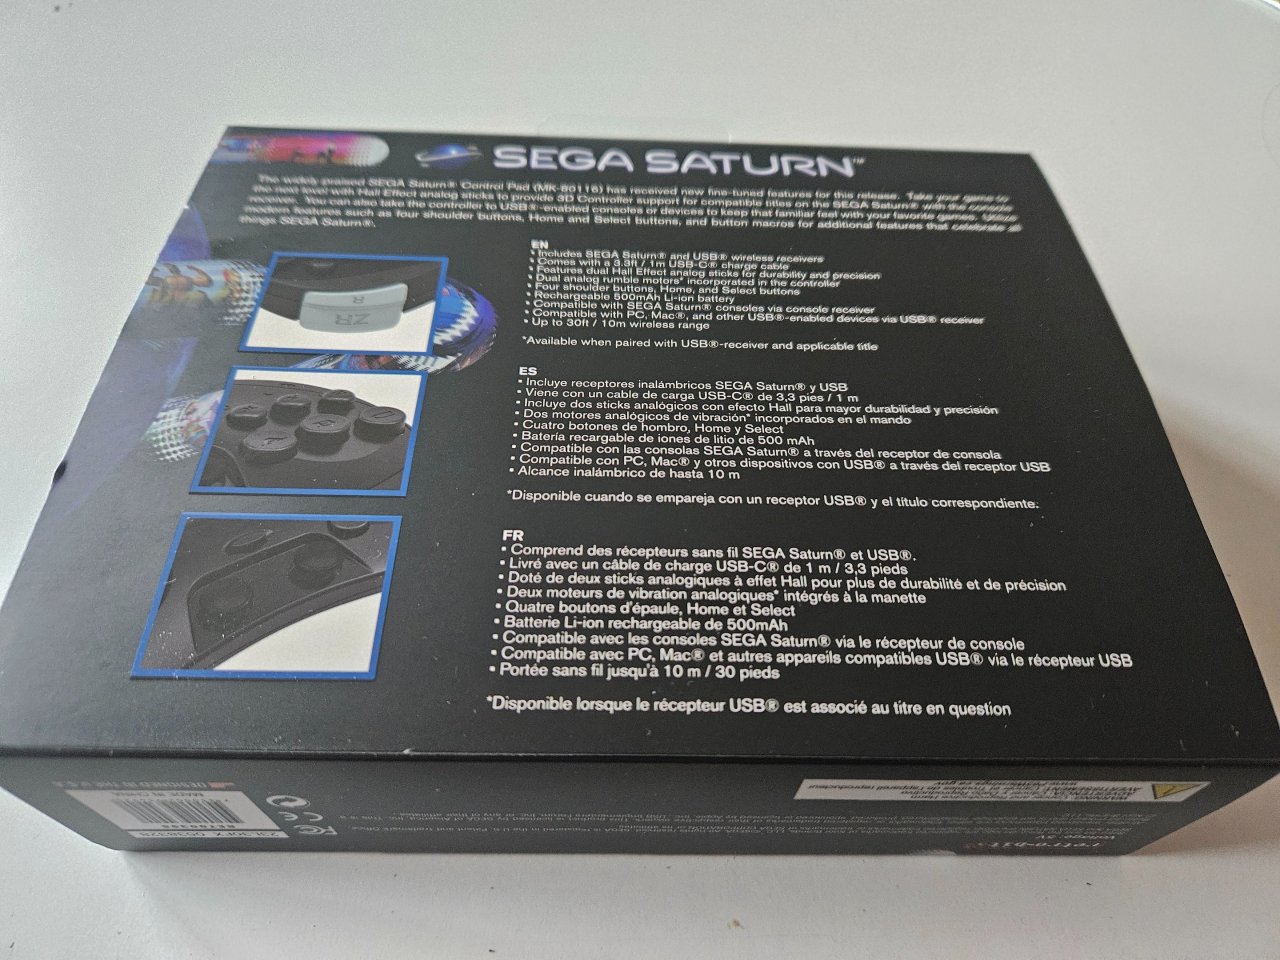 SEGA SATURN™
The widely praised SEGA Saturn® Control Pad (MK-80116) has received new fine-tuned features for this release. Take your game to
the next level with Hall Effect analog sticks to provide 3D Controller support for compatible titles on the SEGA Saturn® with the
receiver. You can also take the controller to USB®-enabled consoles or devices to keep that familiar feel with your favorite games.
modern features such as four shoulder buttons, Home and Select buttons, and button macros for additional features that celebrate all
things SEGA Saturn®.
EN
• Includes SEGA Saturn® and USB® wireless receivers
• Comes with a 3.3ft / 1m USB-C® charge cable
• Features dual Hall Effect analog sticks for durability and precision
• Dual analog rumble motors* incorporated in the controller
• Four shoulder buttons, Home, and Select buttons
• Rechargeable 500mAh Li-ion battery
• Compatible with SEGA Saturn® consoles via console receiver
• Compatible with PC, Mac®, and other USB®-enabled devices via USB® receiver
• Up to 30ft / 10m wireless range
*Available when paired with USB®-receiver and applicable title
R
ZR
ES
• Incluye receptores inalámbricos SEGA Saturn® y USB
• Viene con un cable de carga USB-C® de 3,3 pies / 1 m
• Incluye dos sticks analógicos con efecto Hall para mayor durabilidad y precisión
• Dos motores analógicos de vibración* incorporados en el mando
• Cuatro botones de hombro, Home y Select
• Batería recargable de iones de litio de 500 mAh
• Compatible con las consolas SEGA Saturn® a través del receptor de consola
• Compatible con PC, Mac® y otros dispositivos con USB® a través del receptor USB
• Alcance inalámbrico de hasta 10 m
*Disponible cuando se empareja con un receptor USB® y el título correspondiente.
FR
• Comprend des récepteurs sans fil SEGA Saturn® et USB®.
• Livré avec un câble de charge USB-C® de 1 m / 3,3 pieds
• Doté de deux sticks analogiques à effet Hall pour plus de durabilité et de précision
• Deux moteurs de vibration analogiques* intégrés à la manette
• Quatre boutons d'épaule, Home et Select
• Batterie Li-ion rechargeable de 500mAh
• Compatible avec les consoles SEGA Saturn® via le récepteur de console
• Compatible avec PC, Mac® et autres appareils compatibles USB® via le récepteur USB
• Portée sans fil jusqu'à 10 m / 30 pieds
*Disponible lorsque le récepteur USB® est associé au titre en question
DESIGNED IN THE U.S.A.
MADE IN CHINA
RET00395
CE
FC
www.P65Warnings.ca.gov
retro-bit
Voltage: 5V